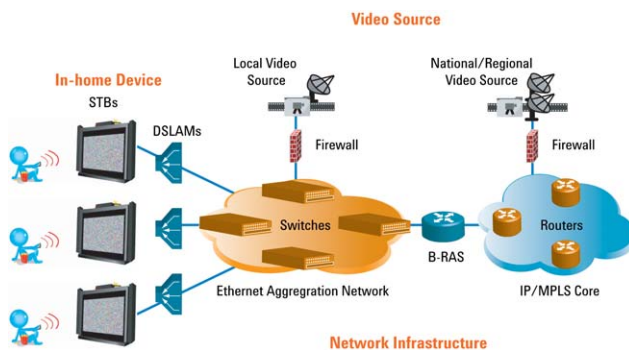 Video Source
In-home Device
STBs
DSLAMs
Local Video
Source
National/Regional
Video Source
Firewall
Firewall
Switches
B-RAS
Routers
Ethernet Aggregration Network
IP/MPLS Core
Network Infrastructure